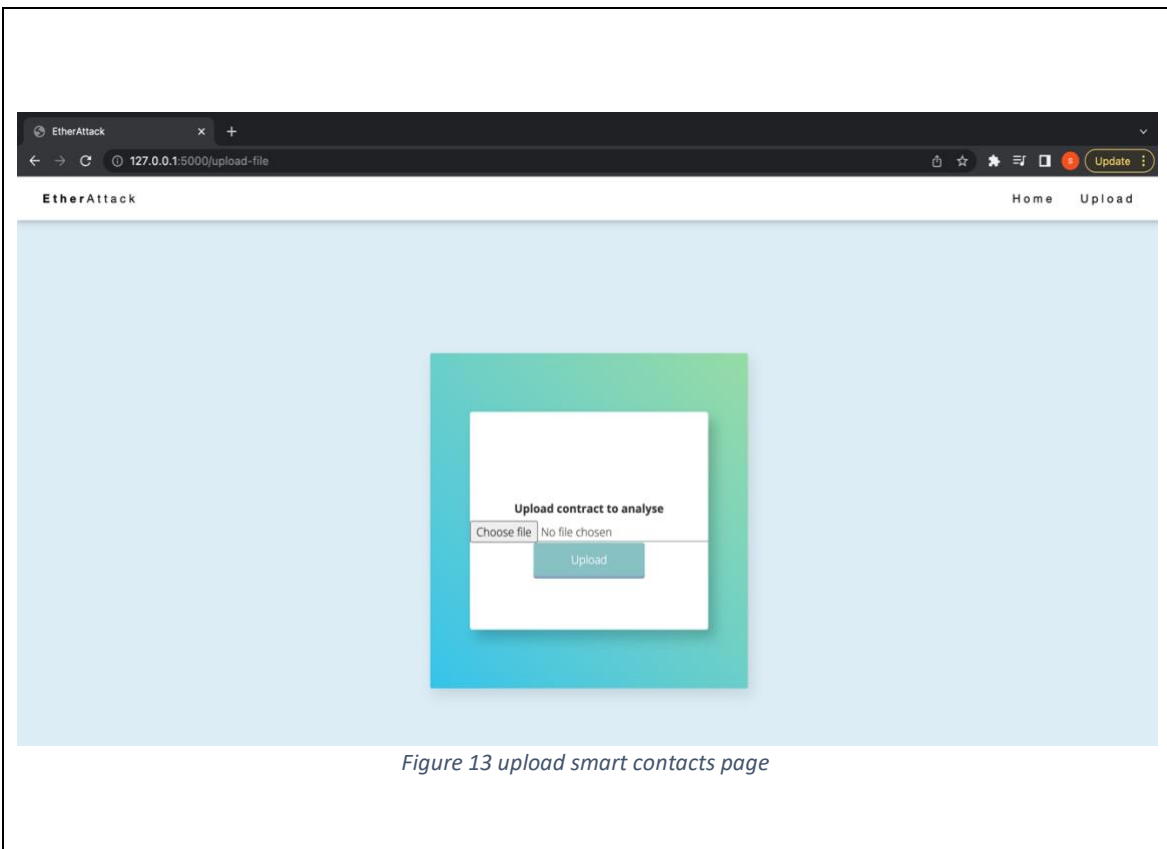 EtherAttack
127.0.0.1:5000/upload-file
Update
EtherAttack
Home Upload
Upload contract to analyse
Choose file No file chosen
Upload
Figure 13 upload smart contacts page